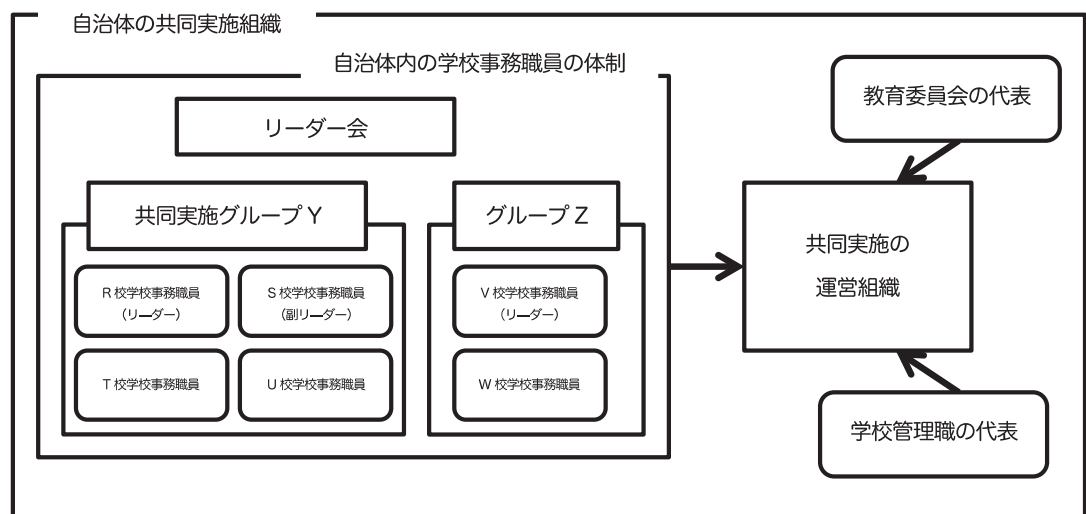 自治体の共同実施組織
自治体内の学校事務職員の体制
リーダー会
共同実施グループ Y
R 校学校事務職員
(リーダー)
S 校学校事務職員
(副リーダー)
T 校学校事務職員
U 校学校事務職員
グループ Z
V 校学校事務職員
(リーダー)
W 校学校事務職員
教育委員会の代表
共同実施の
運営組織
学校管理職の代表